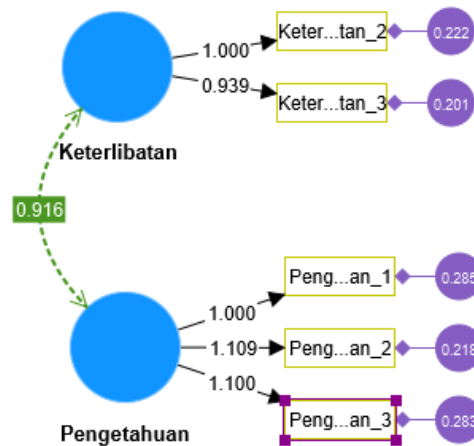 Keter...tan_2
0.222
1.000
0.939
Keter...tan_3
0.201
Keterlibatan
0.916
Peng...an_1
0.285
1.000
Peng...an_2
0.218
1.109
1.100
Peng...an_3
0.283
Pengetahuan